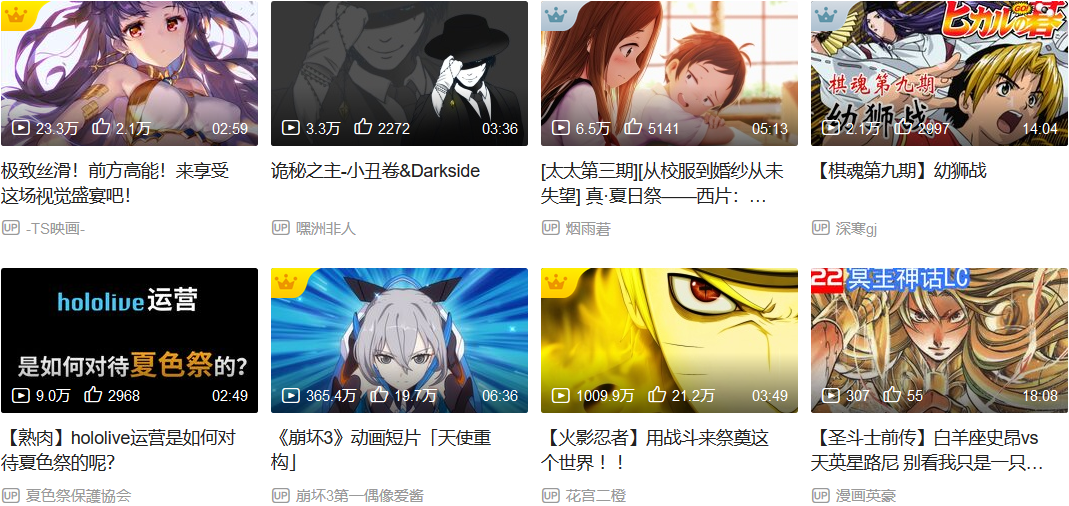 23.3万 2.1万 02:59
极致丝滑！前方高能！来享受
这场视觉盛宴吧！
UP -TS映画-
3.3万 2272 03:36
诡秘之主-小丑卷&Darkside
UP 嘿洲非人
6.5万 5141 05:13
[太太第三期][从校服到婚纱从未
失望] 真·夏日祭——西片：…
UP 烟雨碁
GO!
ヒカルの碁
棋魂第九期
幼狮战
2.1万 2997 14:04
【棋魂第九期】幼狮战
UP 深寒gj
hololive运营
是如何对待夏色祭的?
9.0万 2968 02:49
【熟肉】hololive运营是如何对
待夏色祭的呢?
UP 夏色祭保護協会
365.4万 19.7万 06:36
《崩坏3》动画短片「天使重
构」
UP 崩坏3第一偶像爱酱
1009.9万 21.2万 03:49
【火影忍者】用战斗来祭奠这
个世界！！
UP 花宫二橙
22 冥王神话LC
307 55 18:08
【圣斗士前传】白羊座史昂vs
天英星路尼 别看我只是一只…
UP 漫画英豪